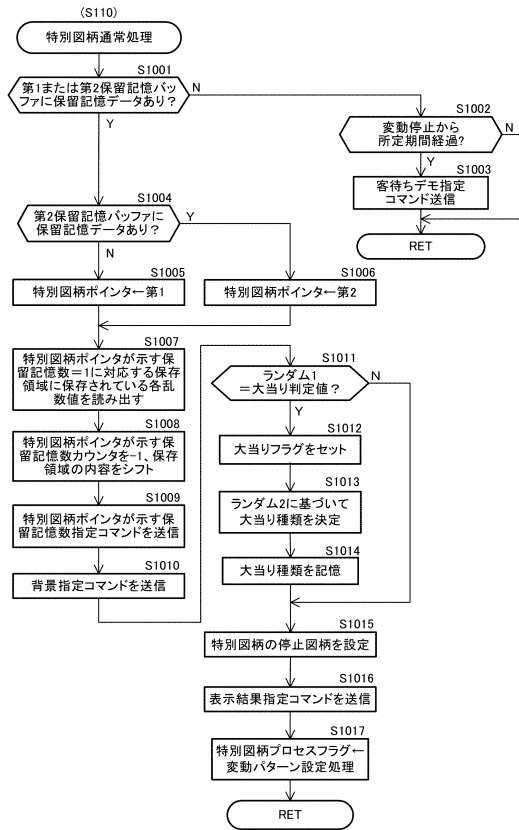 (S110)
特別図柄通常処理
S1001
第1または第2保留記憶バッ
ファに保留記憶データあり?
N
Y
S1002
変動停止から
所定期間経過?
N
Y
S1003
客待ちデモ指定
コマンド送信
RET
S1004
第2保留記憶バッファに
保留記憶データあり?
Y
N
S1005
特別図柄ポインタ←第1
S1006
特別図柄ポインタ←第2
S1007
特別図柄ポインタが示す保
留記憶数=1に対応する保存
領域に保存されている各乱
数値を読み出す
S1008
特別図柄ポインタが示す保
留記憶数カウンタを-1、保存
領域の内容をシフト
S1009
特別図柄ポインタが示す保
留記憶数指定コマンドを送信
S1010
背景指定コマンドを送信
S1011
ランダム1
=大当り判定値?
N
Y
S1012
大当りフラグをセット
S1013
ランダム2に基づいて
大当り種類を決定
S1014
大当り種類を記憶
S1015
特別図柄の停止図柄を設定
S1016
表示結果指定コマンドを送信
S1017
特別図柄プロセスフラグ←
変動パターン設定処理
RET